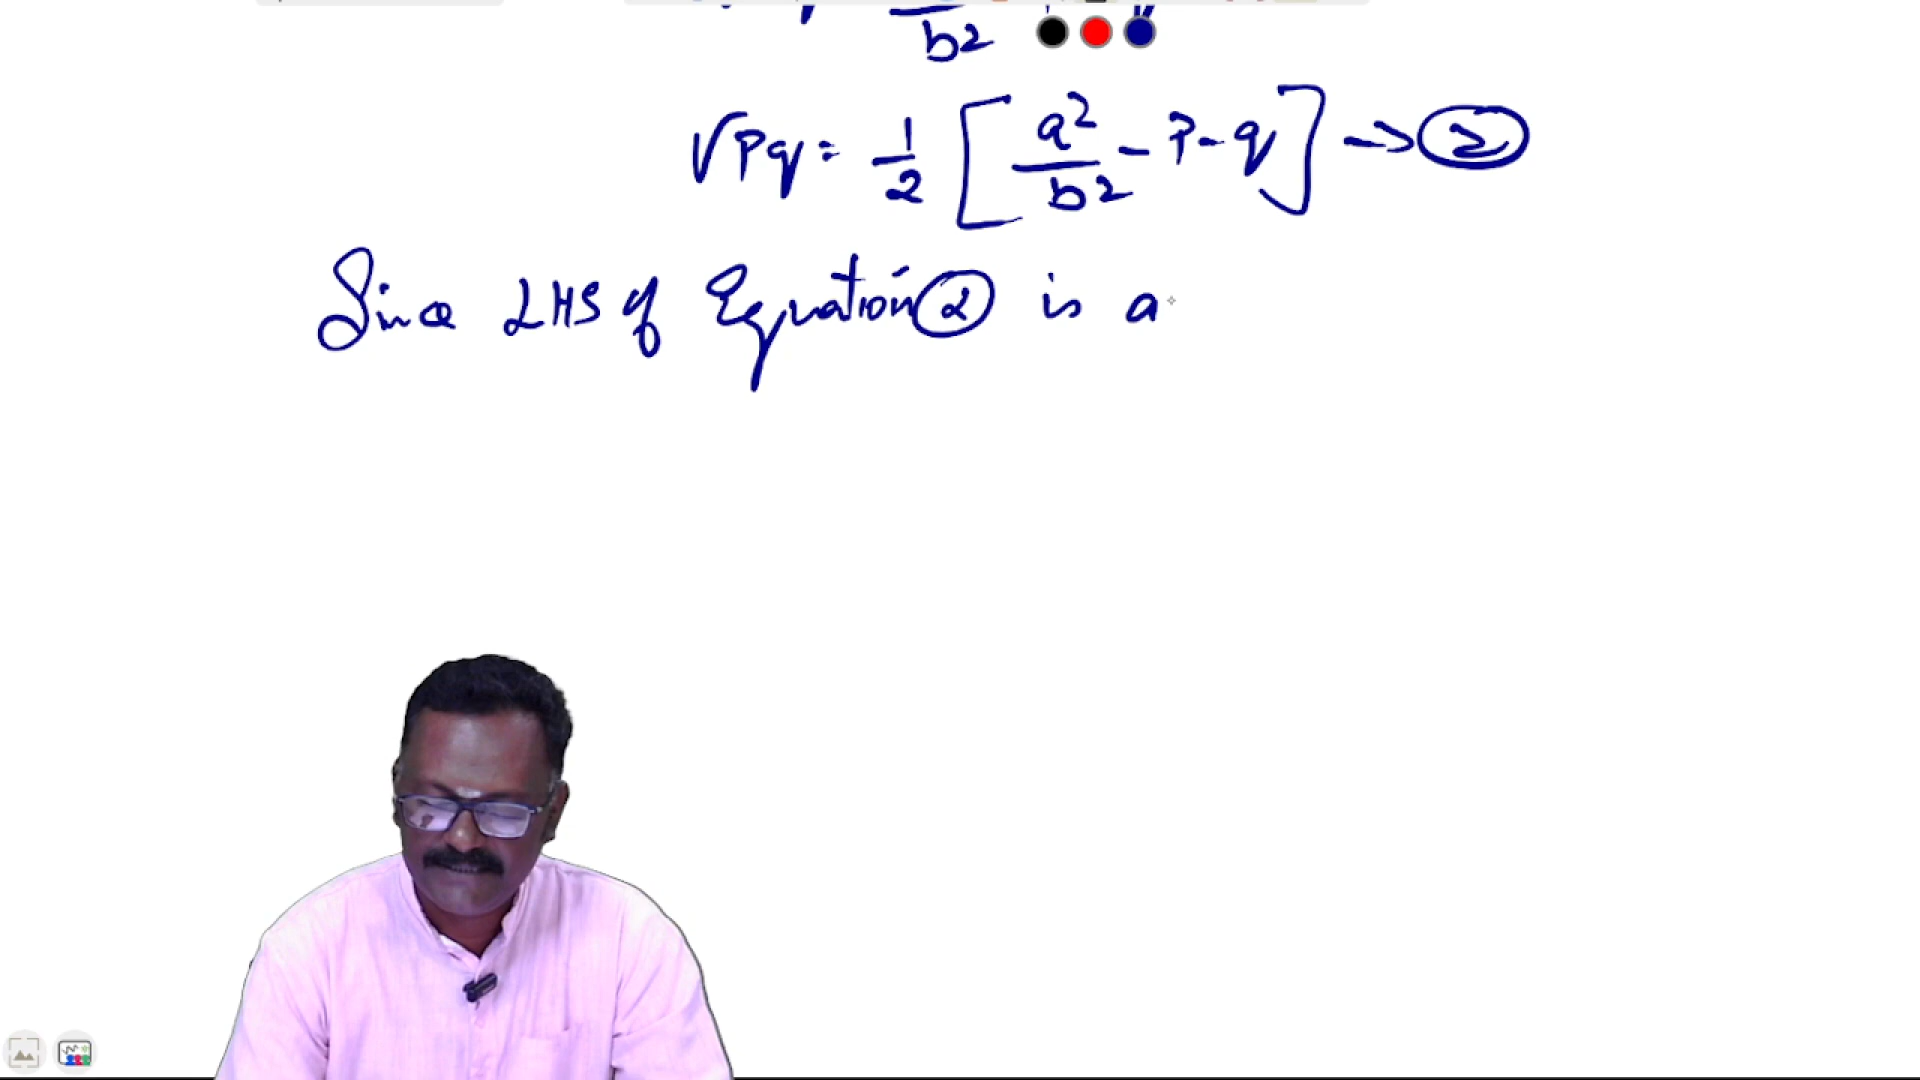 b2
√Pq = 1/2 [a²/b² - P - q] -> ②
Since LHS of Equation ② is a